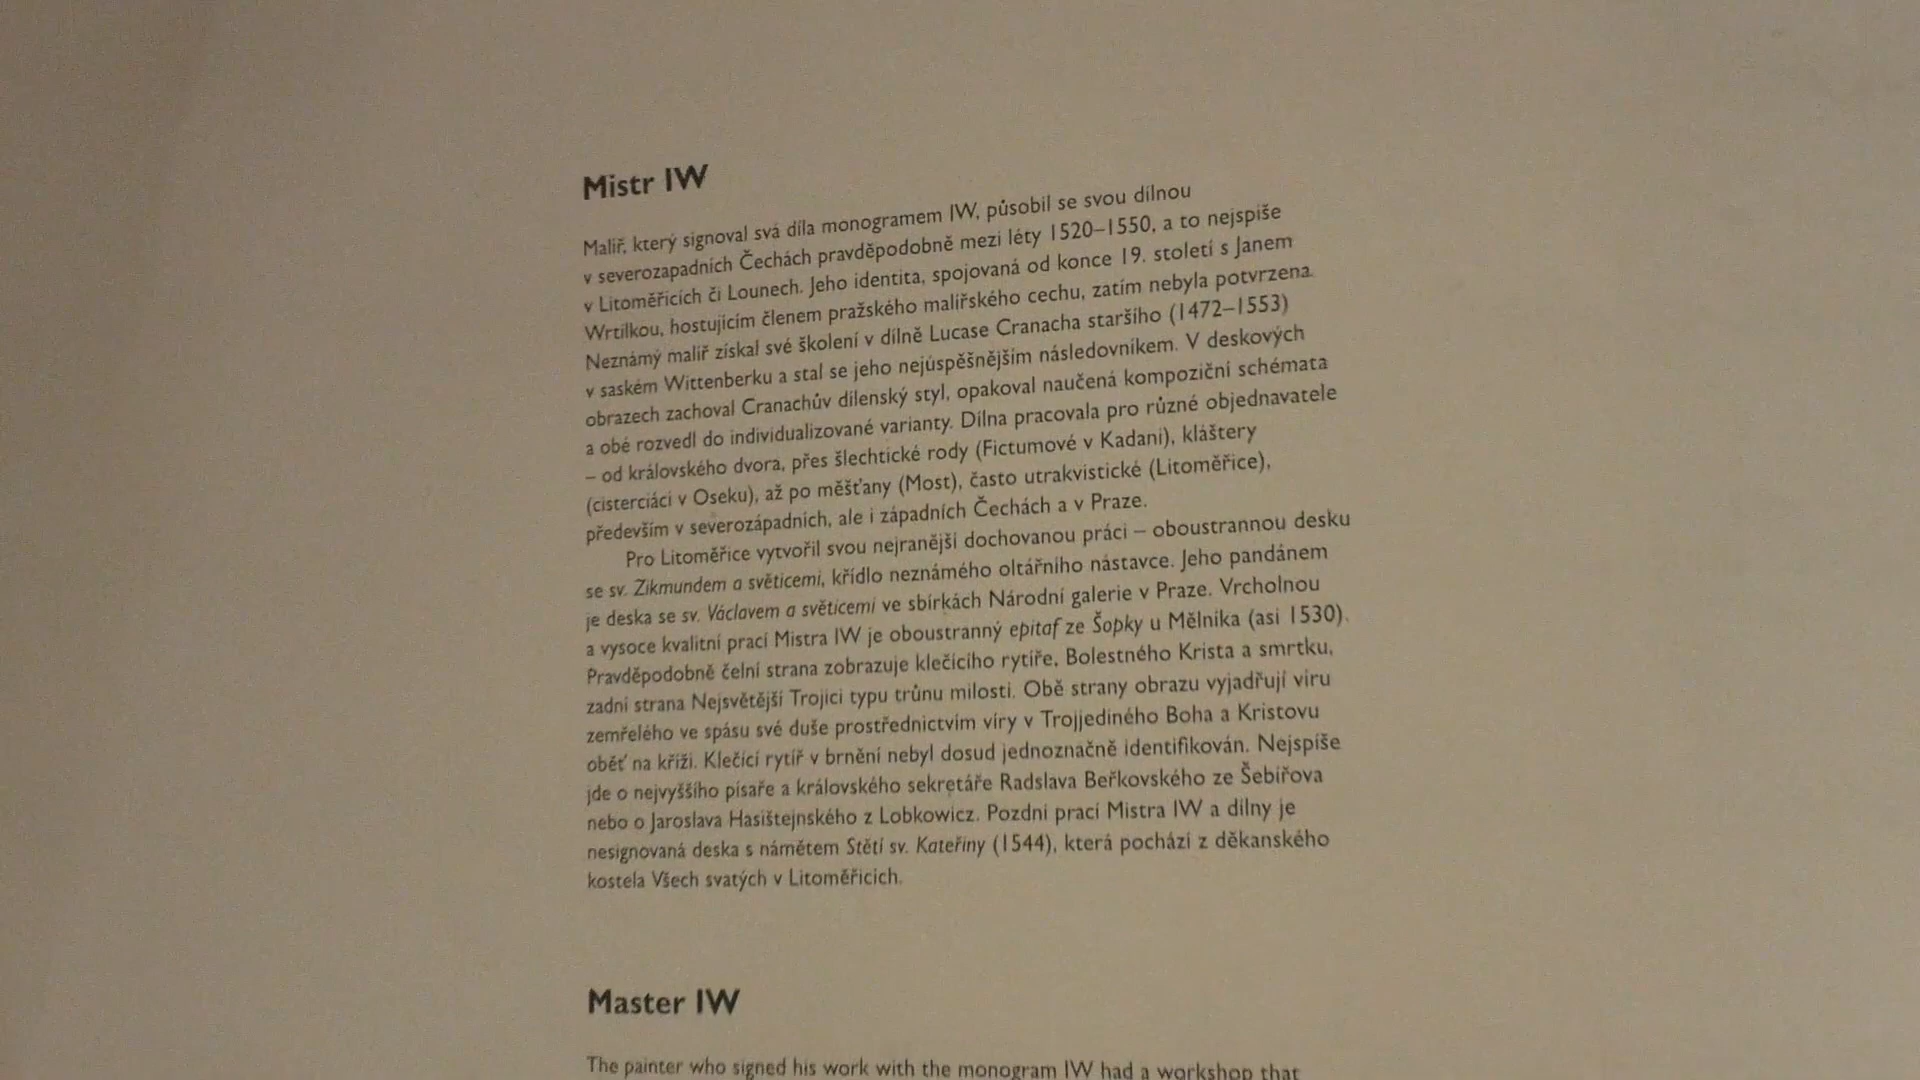 Mistr IW
Malíř, který signoval svá díla monogramem IW, působil se svou dílnou
v severozapadních Čechách pravděpodobně mezi léty 1520–1550, a to nejspíše
v Litoměřicích či Lounech. Jeho identita, spojovaná od konce 19. století s Janem
Wrtilkou, hostujícím členem pražského malířského cechu, zatím nebyla potvrzena.
Neznámý malíř získal své školení v dílně Lucase Cranacha staršího (1472–1553)
v saském Wittenberku a stal se jeho nejúspěšnějším následovníkem. V deskových
obrazech zachoval Cranachův dílenský styl, opakoval naučená kompoziční schémata
a obé rozvedl do individualizované varianty. Dílna pracovala pro různé objednavatele
– od královského dvora, přes šlechtické rody (Fictumové v Kadani), kláštery
(cisterciáci v Oseku), až po měšťany (Most), často utrakvistické (Litoměřice),
především v severozápadních, ale i západních Čechách a v Praze.
Pro Litoměřice vytvořil svou nejranější dochovanou práci – oboustrannou desku
se sv. Zikmundem a světicemi, křídlo neznámého oltářního nástavce. Jeho pandánem
je deska se sv. Václavem a světicemi ve sbírkách Národní galerie v Praze. Vrcholnou
a vysoce kvalitní prací Mistra IW je oboustranný epitaf ze Šopky u Mělníka (asi 1530).
Pravděpodobně čelní strana zobrazuje klečícího rytíře, Bolestného Krista a smrtku,
zadní strana Nejsvětější Trojici typu trůnu milosti. Obě strany obrazu vyjadřují víru
zemřelého ve spásu své duše prostřednictvím víry v Trojjediného Boha a Kristovu
oběť na kříži. Klečící rytíř v brnění nebyl dosud jednoznačně identifikován. Nejspíše
jde o nejvyššího písaře a královského sekretáře Radslava Beřkovského ze Šebířova
nebo o Jaroslava Hasištejnského z Lobkowicz. Pozdní prací Mistra IW a dílny je
nesignovaná deska s námětem Stětí sv. Kateřiny (1544), která pochází z děkanského
kostela Všech svatých v Litoměřicích.
Master IW
The painter who signed his work with the monogram IW had a workshop that